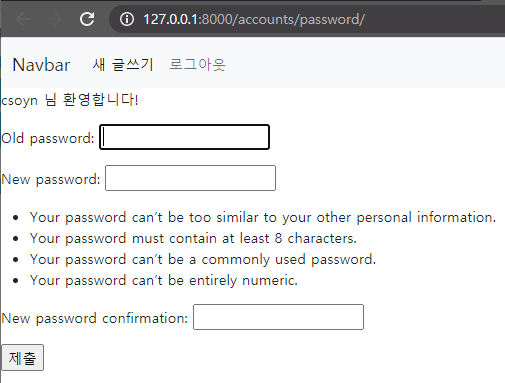 127.0.0.1:8000/accounts/password/
Navbar 새 글쓰기 로그아웃
csoyn 님 환영합니다!
Old password:
New password:
• Your password can't be too similar to your other personal information.
• Your password must contain at least 8 characters.
• Your password can't be a commonly used password.
• Your password can't be entirely numeric.
New password confirmation:
제출